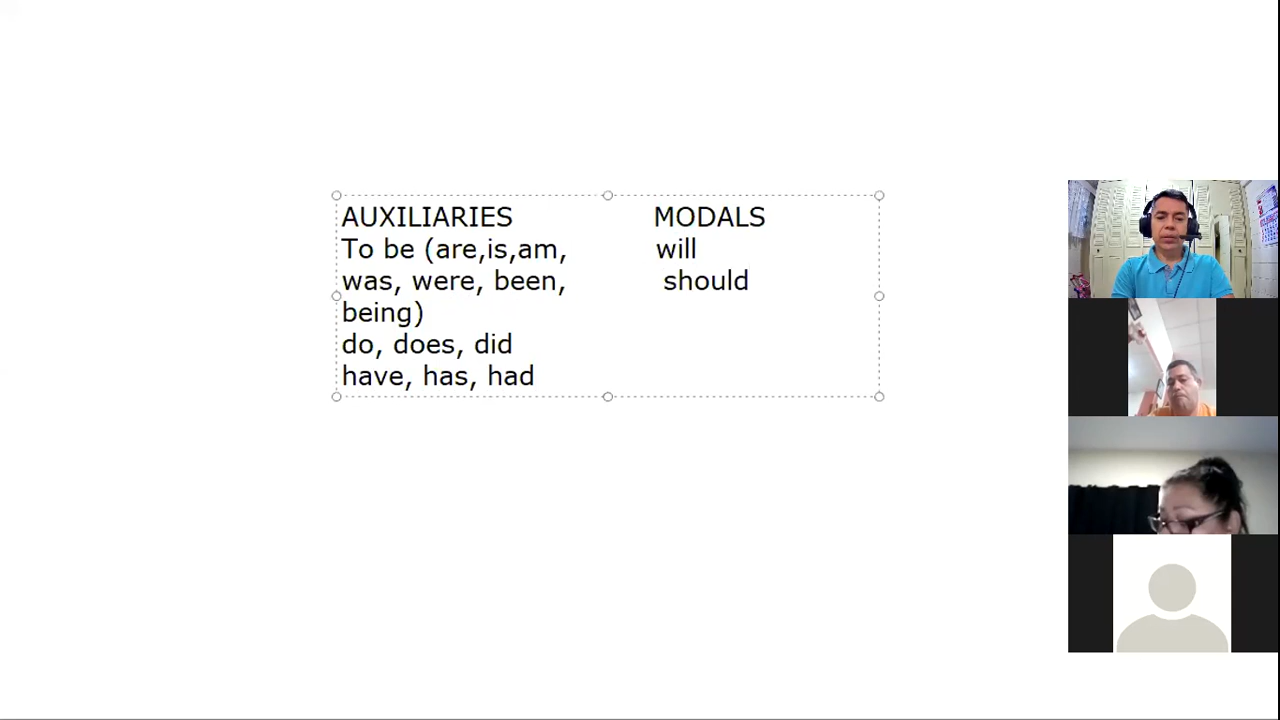 AUXILIARIES MODALS
To be (are,is,am, will
was, were, been, should
being)
do, does, did
have, has, had